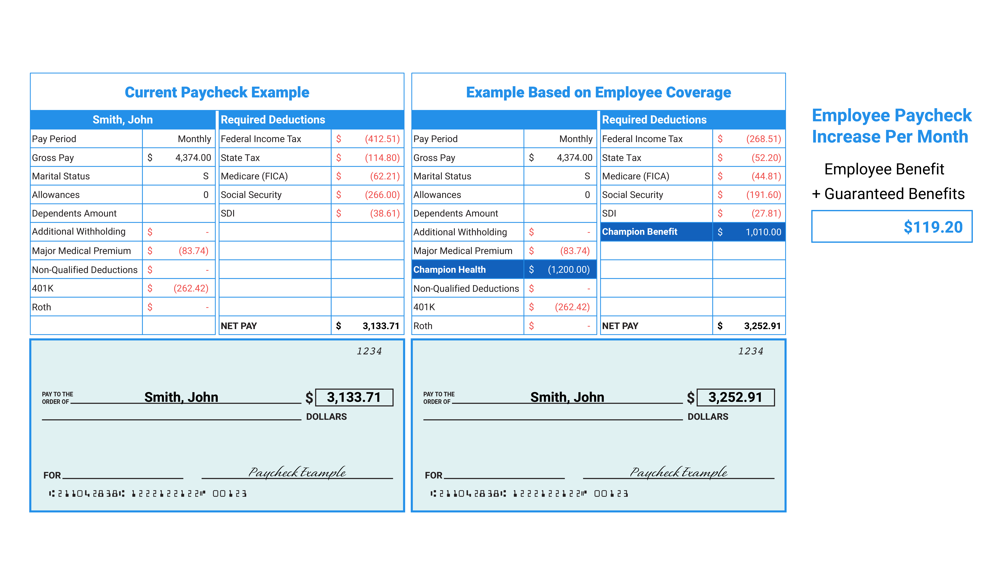 Current Paycheck Example
Smith, John
Required Deductions
Pay Period Monthly Federal Income Tax $ (412.51)
Gross Pay $ 4,374.00 State Tax $ (114.80)
Marital Status S Medicare (FICA) $ (62.21)
Allowances 0 Social Security $ (266.00)
Dependents Amount SDI $ (38.61)
Additional Withholding $ -
Major Medical Premium $ (83.74)
Non-Qualified Deductions $ -
401K $ (262.42)
Roth $ -
NET PAY $ 3,133.71
1234
PAY TO THE
ORDER OF Smith, John $ 3,133.71
DOLLARS
FOR Paycheck Example
⑆211042838⑆ 1222122122⑈ 00123
Example Based on Employee Coverage
Required Deductions
Pay Period Monthly Federal Income Tax $ (268.51)
Gross Pay $ 4,374.00 State Tax $ (52.20)
Marital Status S Medicare (FICA) $ (44.81)
Allowances 0 Social Security $ (191.60)
Dependents Amount SDI $ (27.81)
Additional Withholding $ - Champion Benefit $ 1,010.00
Major Medical Premium $ (83.74)
Champion Health $ (1,200.00)
Non-Qualified Deductions $ -
401K $ (262.42)
Roth $ - NET PAY $ 3,252.91
1234
PAY TO THE
ORDER OF Smith, John $ 3,252.91
DOLLARS
FOR Paycheck Example
⑆211042838⑆ 1222122122⑈ 00123
Employee Paycheck
Increase Per Month
Employee Benefit
+ Guaranteed Benefits
$119.20